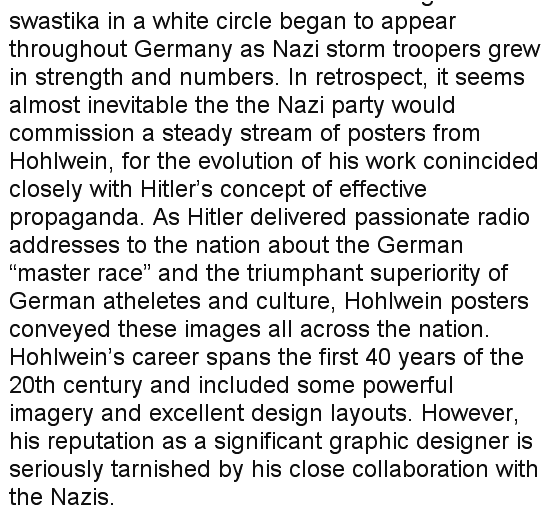 swastika in a white circle began to appear
throughout Germany as Nazi storm troopers grew
in strength and numbers. In retrospect, it seems
almost inevitable the the Nazi party would
commission a steady stream of posters from
Hohlwein, for the evolution of his work conincided
closely with Hitler’s concept of effective
propaganda. As Hitler delivered passionate radio
addresses to the nation about the German
“master race” and the triumphant superiority of
German atheletes and culture, Hohlwein posters
conveyed these images all across the nation.
Hohlwein’s career spans the first 40 years of the
20th century and included some powerful
imagery and excellent design layouts. However,
his reputation as a significant graphic designer is
seriously tarnished by his close collaboration with
the Nazis.